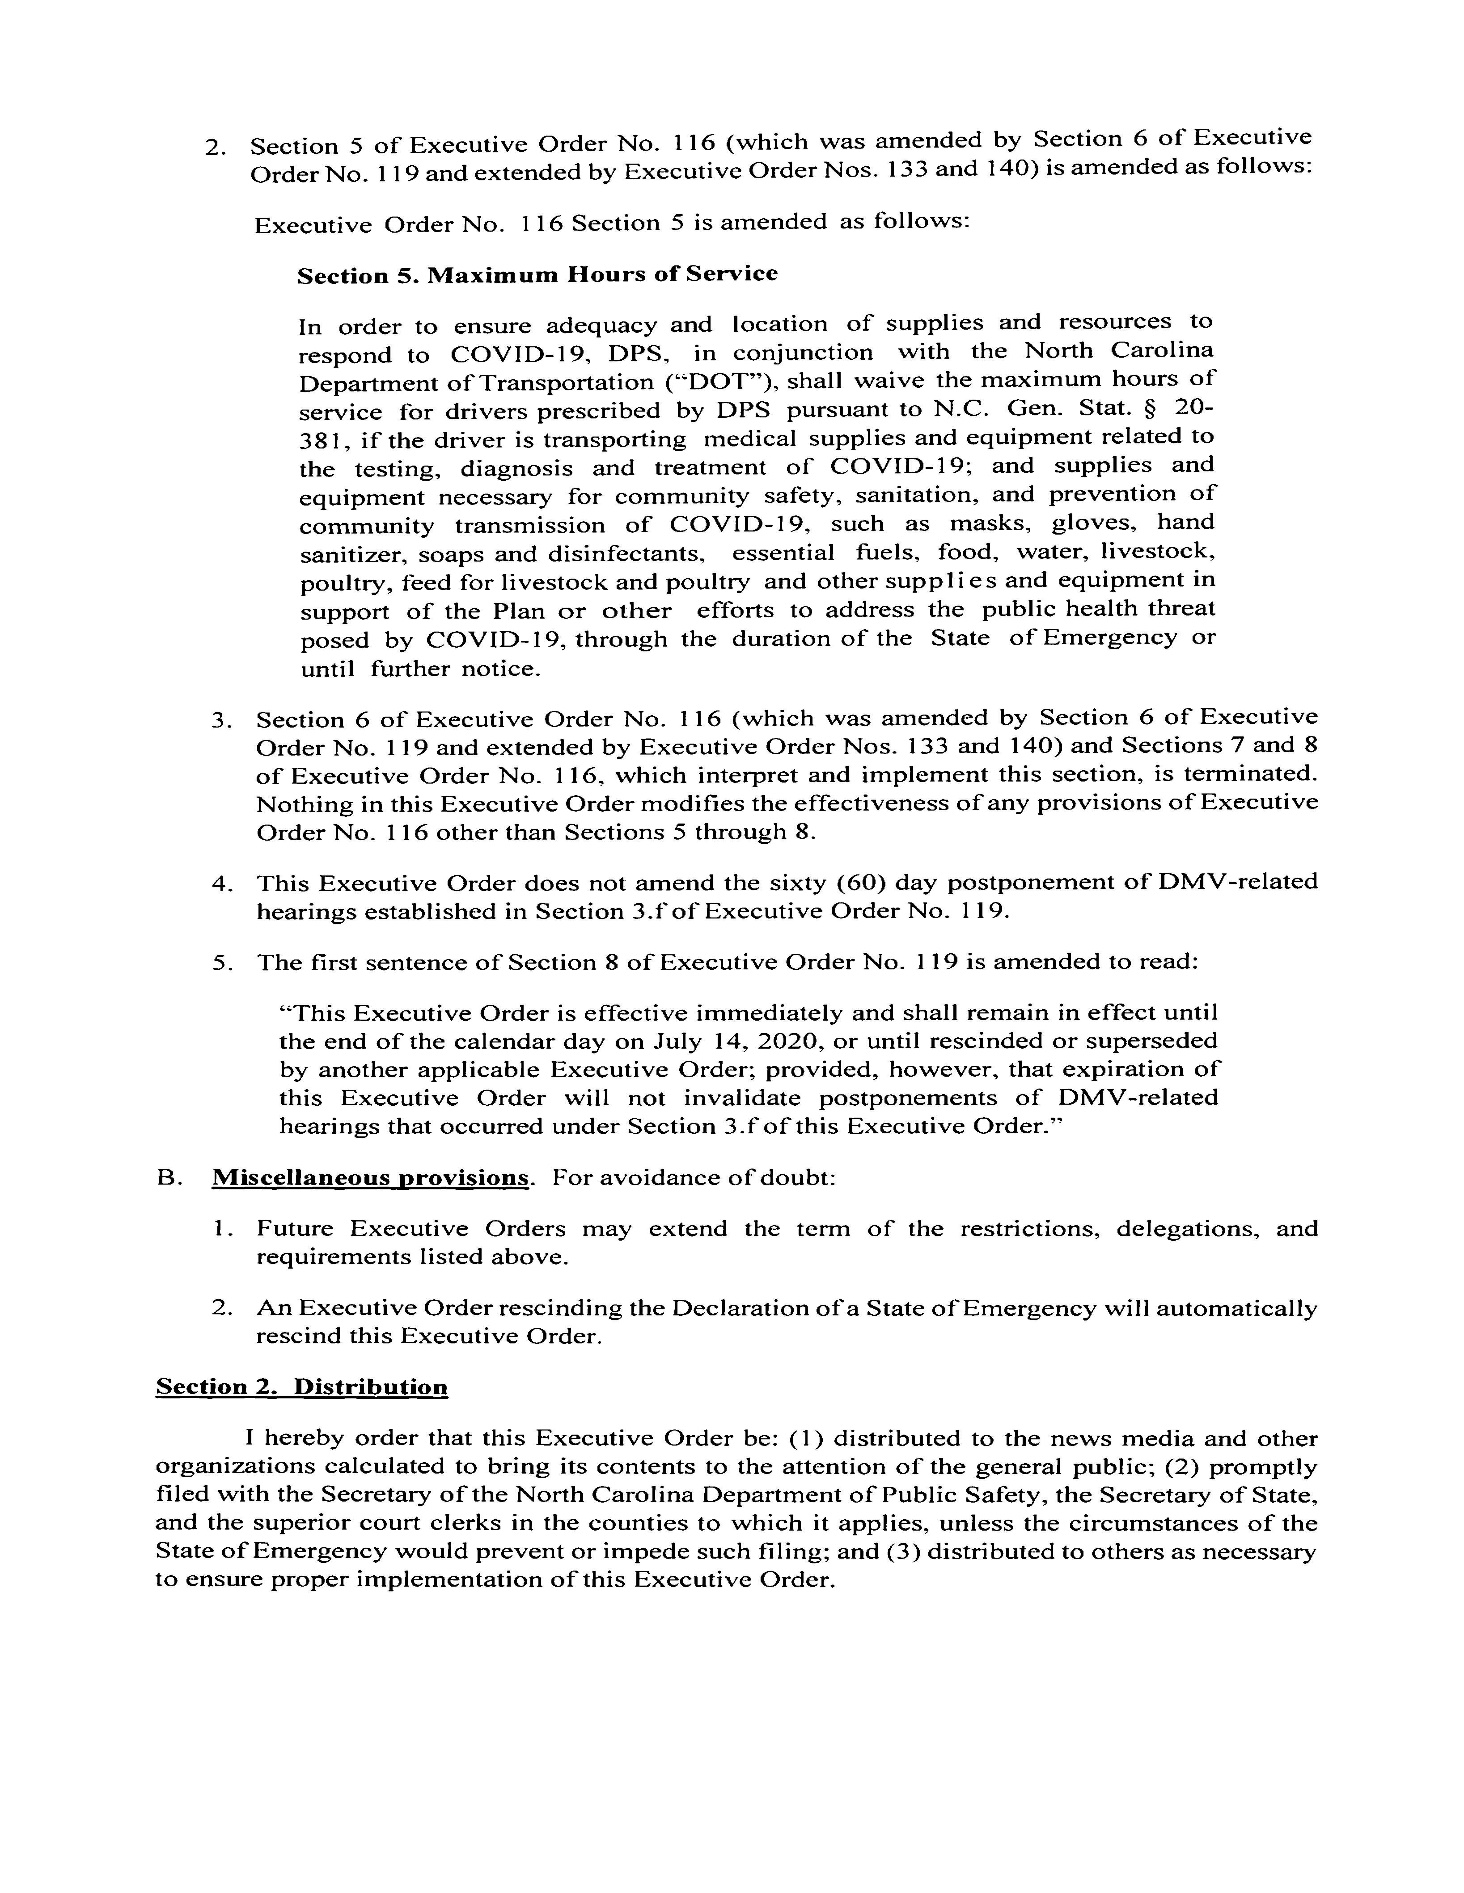 2. Section 5 of Executive Order No. 116 (which was amended by Section 6 of Executive
Order No. 119 and extended by Executive Order Nos. 133 and 140) is amended as follows:
Executive Order No. 116 Section 5 is amended as follows:
Section 5. Maximum Hours of Service
In order to ensure adequacy and location of supplies and resources to
respond to COVID-19, DPS, in conjunction with the North Carolina
Department of Transportation (“DOT”), shall waive the maximum hours of
service for drivers prescribed by DPS pursuant to N.C. Gen. Stat. § 20-
381, if the driver is transporting medical supplies and equipment related to
the testing, diagnosis and treatment of COVID-19; and supplies and
equipment necessary for community safety, sanitation, and prevention of
community transmission of COVID-19, such as masks, gloves, hand
sanitizer, soaps and disinfectants, essential fuels, food, water, livestock,
poultry, feed for livestock and poultry and other supplies and equipment in
support of the Plan or other efforts to address the public health threat
posed by COVID-19, through the duration of the State of Emergency or
until further notice.
3. Section 6 of Executive Order No. 116 (which was amended by Section 6 of Executive
Order No. 119 and extended by Executive Order Nos. 133 and 140) and Sections 7 and 8
of Executive Order No. 116, which interpret and implement this section, is terminated.
Nothing in this Executive Order modifies the effectiveness of any provisions of Executive
Order No. 116 other than Sections 5 through 8.
4. This Executive Order does not amend the sixty (60) day postponement of DMV-related
hearings established in Section 3.f of Executive Order No. 119.
5. The first sentence of Section 8 of Executive Order No. 119 is amended to read:
“This Executive Order is effective immediately and shall remain in effect until
the end of the calendar day on July 14, 2020, or until rescinded or superseded
by another applicable Executive Order; provided, however, that expiration of
this Executive Order will not invalidate postponements of DMV-related
hearings that occurred under Section 3.f of this Executive Order.”
B. Miscellaneous provisions. For avoidance of doubt:
1. Future Executive Orders may extend the term of the restrictions, delegations, and
requirements listed above.
2. An Executive Order rescinding the Declaration of a State of Emergency will automatically
rescind this Executive Order.
Section 2. Distribution
I hereby order that this Executive Order be: (1) distributed to the news media and other
organizations calculated to bring its contents to the attention of the general public; (2) promptly
filed with the Secretary of the North Carolina Department of Public Safety, the Secretary of State,
and the superior court clerks in the counties to which it applies, unless the circumstances of the
State of Emergency would prevent or impede such filing; and (3) distributed to others as necessary
to ensure proper implementation of this Executive Order.